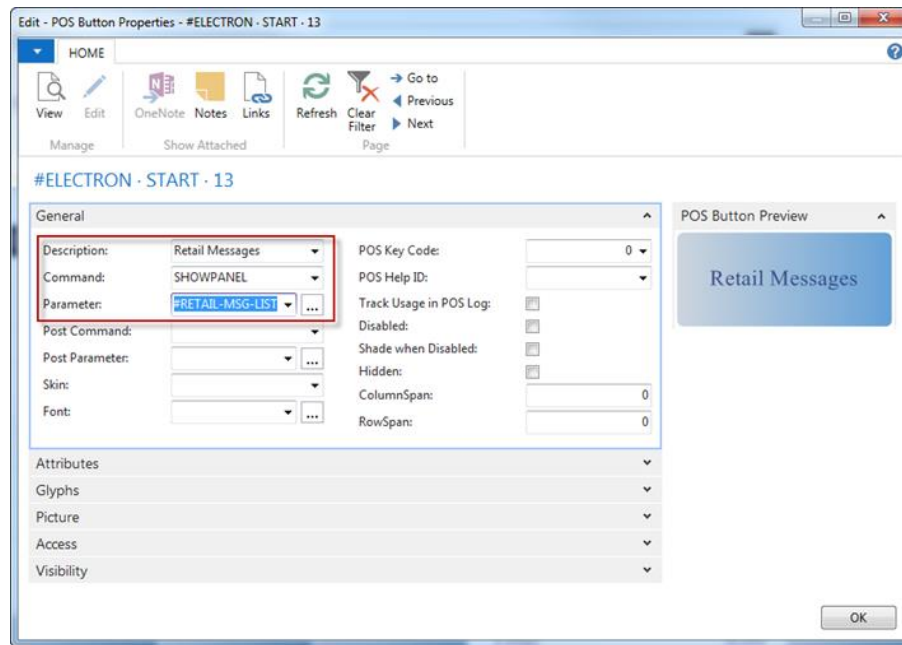 Edit - POS Button Properties - #ELECTRON · START · 13
HOME
View
Edit
OneNote
Notes
Links
Refresh
Clear
Filter
Go to
Previous
Next
Manage
Show Attached
Page
#ELECTRON · START · 13
General
Description: Retail Messages
Command: SHOWPANEL
Parameter: #RETAIL-MSG-LIST ...
Post Command:
Post Parameter: ...
Skin:
Font: ...
POS Key Code: 0
POS Help ID:
Track Usage in POS Log:
Disabled:
Shade when Disabled:
Hidden:
ColumnSpan: 0
RowSpan: 0
Attributes
Glyphs
Picture
Access
Visibility
POS Button Preview
Retail Messages
OK